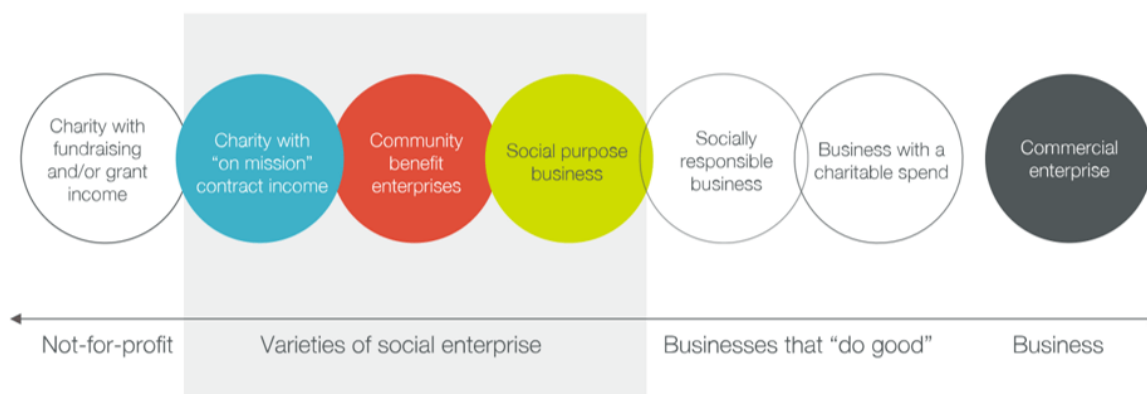 Charity with
fundraising
and/or grant
income
Charity with
“on mission”
contract income
Community
benefit
enterprises
Social purpose
business
Socially
responsible
business
Business with a
charitable spend
Commercial
enterprise
Not-for-profit
Varieties of social enterprise
Businesses that “do good”
Business